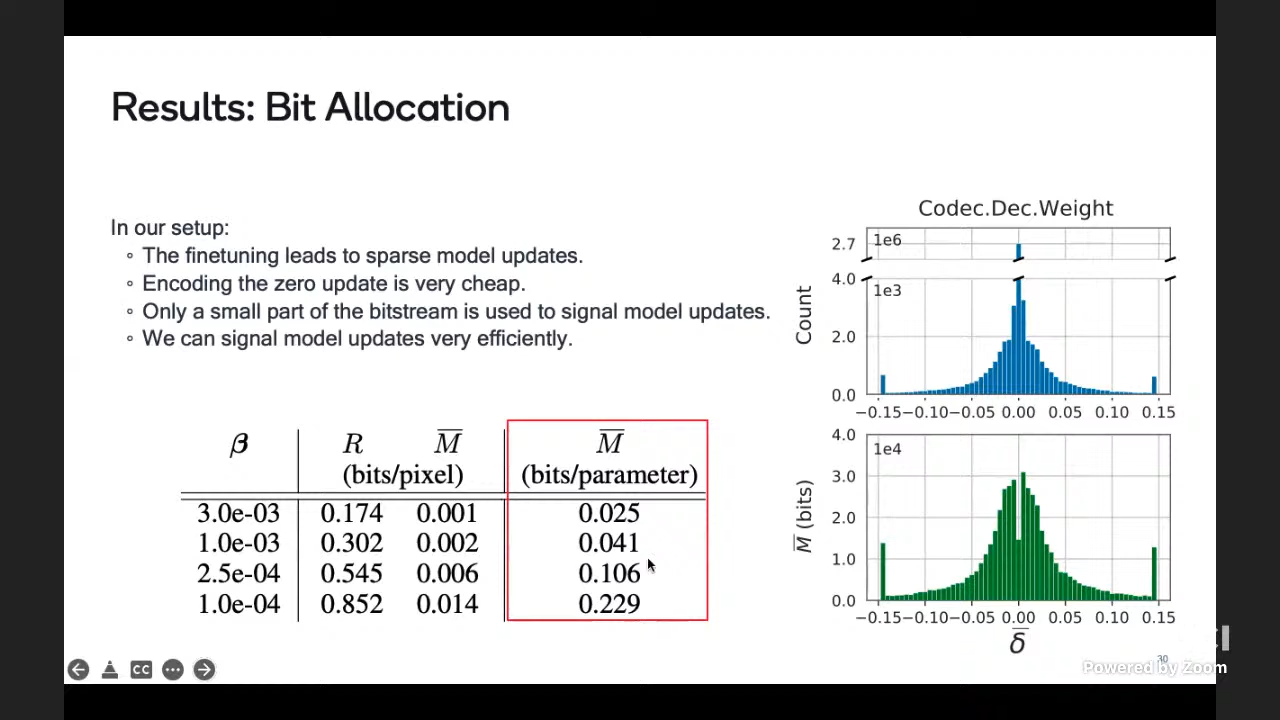 Results: Bit Allocation
In our setup:
◦ The finetuning leads to sparse model updates.
◦ Encoding the zero update is very cheap.
◦ Only a small part of the bitstream is used to signal model updates.
◦ We can signal model updates very efficiently.
β R M̅ M̅
(bits/pixel) (bits/parameter)
3.0e-03 0.174 0.001 0.025
1.0e-03 0.302 0.002 0.041
2.5e-04 0.545 0.006 0.106
1.0e-04 0.852 0.014 0.229
Codec.Dec.Weight
2.7 1e6
4.0 1e3
Count
2.0
0.0
−0.15 −0.10 −0.05 0.00 0.05 0.10 0.15
4.0 1e4
3.0
M̅ (bits)
2.0
1.0
0.0
−0.15 −0.10 −0.05 0.00 0.05 0.10 0.15
δ̅
CC
30
Powered by Zoom